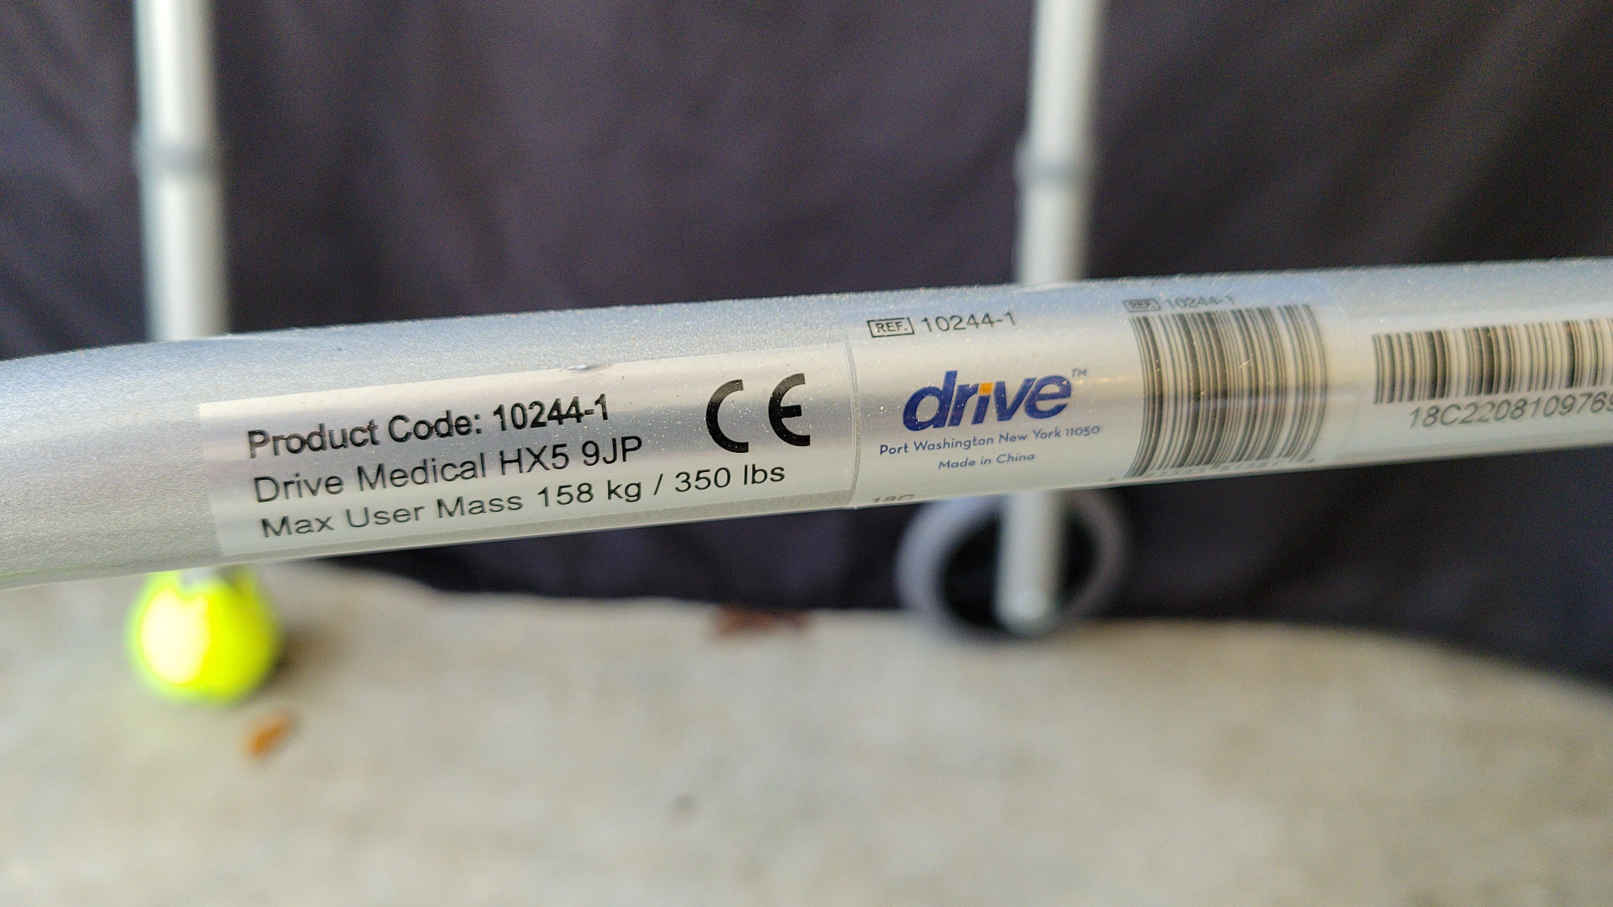 Product Code: 10244-1
Drive Medical HX5 9JP
Max User Mass 158 kg / 350 lbs
CE
REF. 10244-1
drive™
Port Washington New York 11050
Made in China
REF. 10244-1